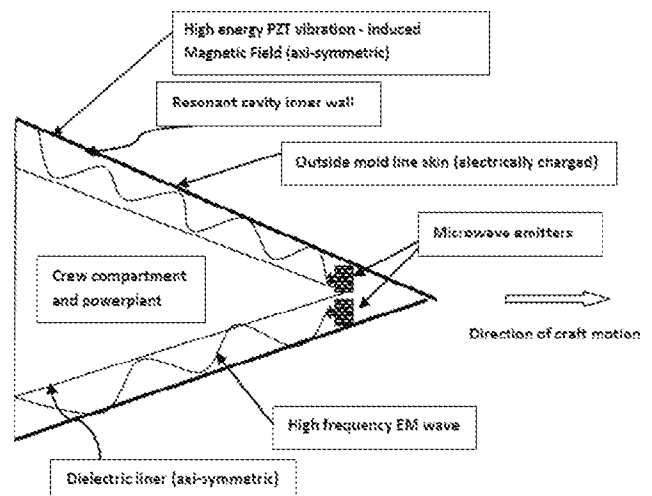 High energy PZT vibration - induced
Magnetic Field (axi-symmetric)
Resonant cavity inner wall
Outside mold line skin (electrically charged)
Microwave emitters
Crew compartment
and powerplant
Direction of craft motion
High frequency EM wave
Dielectric liner (axi-symmetric)